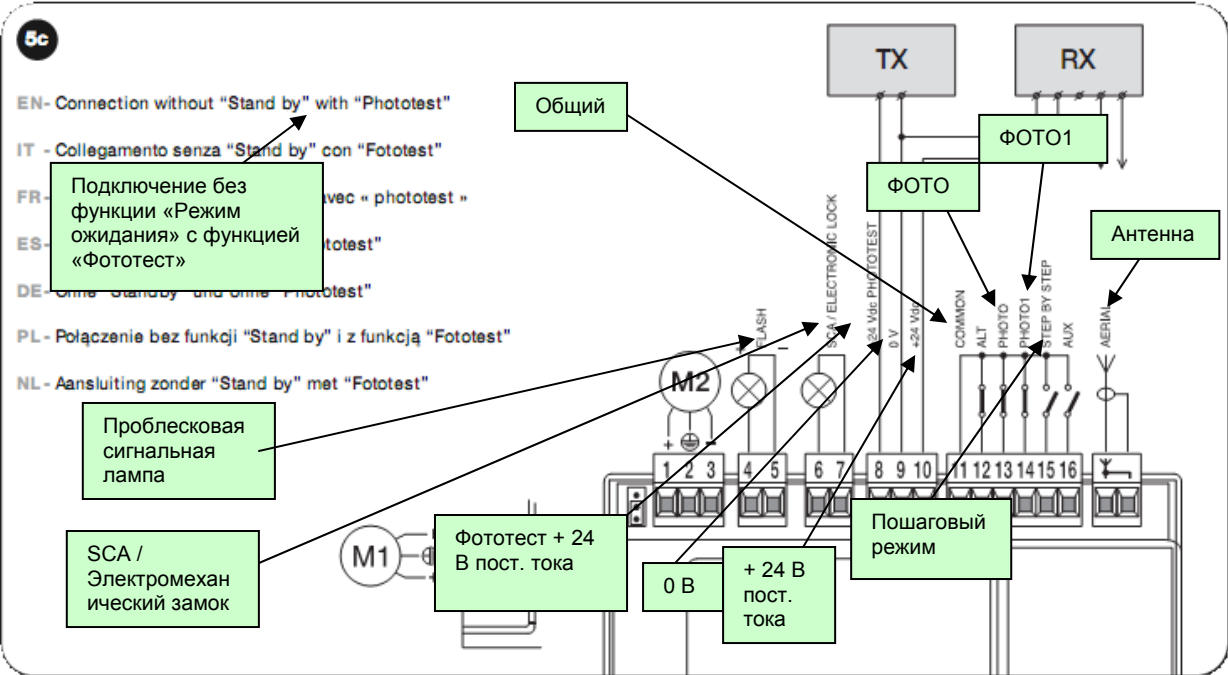 5c
TX
RX
EN- Connection without "Stand by" with "Phototest"
Общий
ФОТО1
IT - Collegamento senza "Stand by" con "Fototest"
Подключение без
функции «Режим
ожидания» с функцией
«Фототест»
FR- avec « phototest »
ФОТО
ES- totest"
Антенна
DE- Ohne "Standby" und ohne "Phototest"
PL- Połączenie bez funkcji "Stand by" i z funkcją "Fototest"
NL- Aansluiting zonder "Stand by" met "Fototest"
+ FLASH –
SCA / ELECTRONIC LOCK
+24 Vdc PHOTOTEST
0 V
+24 Vdc
COMMON
ALT
PHOTO
PHOTO1
STEP BY STEP
AUX
AERIAL
M2
+ –
1 2 3 4 5 6 7 8 9 10 11 12 13 14 15 16
Проблесковая
сигнальная
лампа
SCA /
Электромехан
ический замок
M1
Фототест + 24
В пост. тока
0 В
+ 24 В
пост.
тока
Пошаговый
режим